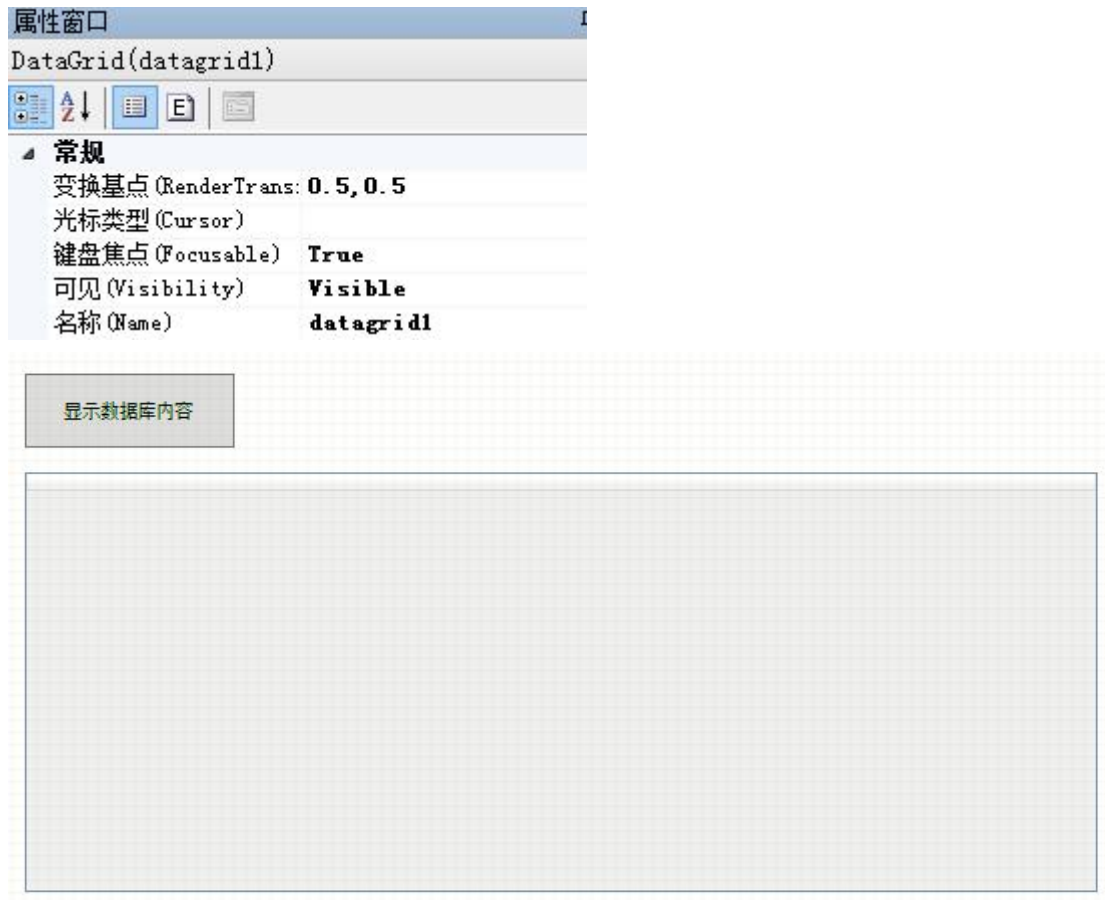 属性窗口
DataGrid(datagrid1)
常规
变换基点(RenderTrans: 0.5,0.5
光标类型(Cursor)
键盘焦点(Focusable) True
可见(Visibility) Visible
名称(Name) datagrid1
显示数据库内容